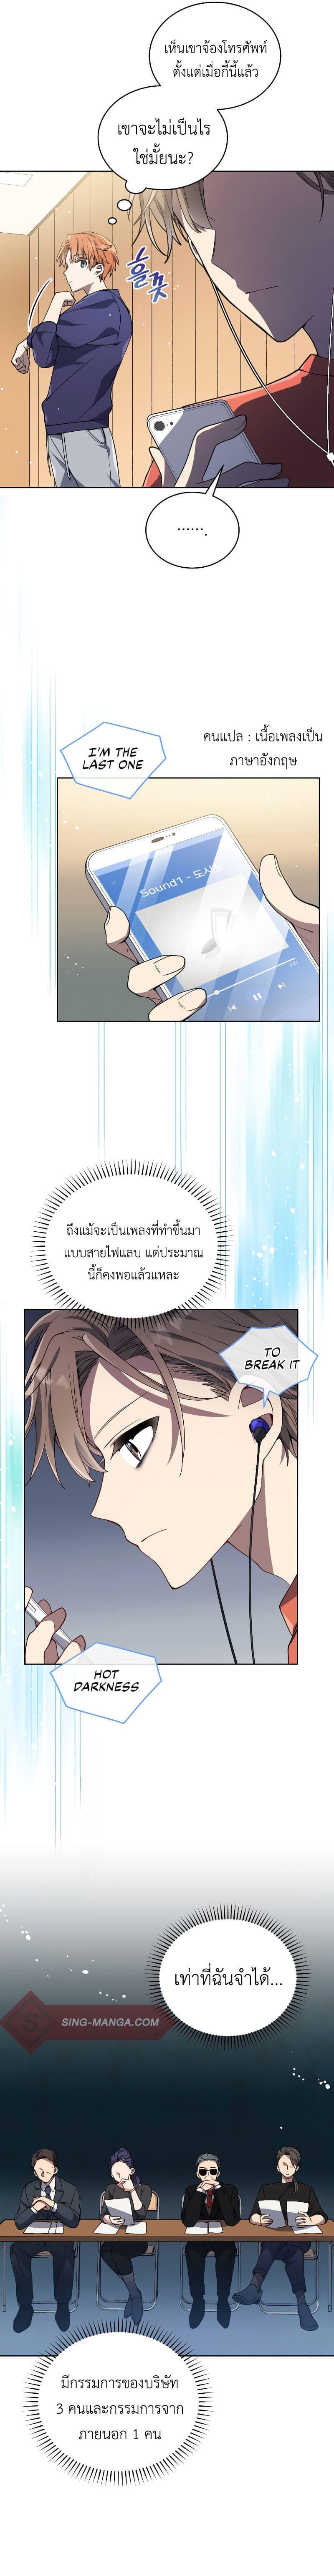 เห็นเขาจ้องโทรศัพท์
ตั้งแต่เมื่อกี้นี้แล้ว
เขาจะไม่เป็นไร
ใช่มั้ยนะ?
흘끗
.......
I'M THE
LAST ONE
คนแปล : เนื้อเพลงเป็น
ภาษาอังกฤษ
Sound1 - 도시
ถึงแม้จะเป็นเพลงที่ทำขึ้นมา
แบบสายไฟแลบ แต่ประมาณ
นี้ก็คงพอแล้วแหละ
TO
BREAK IT
HOT
DARKNESS
เท่าที่ฉันจำได้...
S
SING-MANGA.COM
มีกรรมการของบริษัท
3 คนและกรรมการจาก
ภายนอก 1 คน